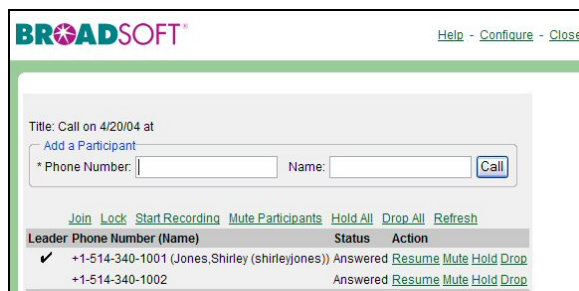 BROADSOFT®
Help - Configure - Close
Title: Call on 4/20/04 at
Add a Participant
* Phone Number: Name: Call
Join Lock Start Recording Mute Participants Hold All Drop All Refresh
Leader Phone Number (Name) Status Action
✔ +1-514-340-1001 (Jones,Shirley (shirleyjones)) Answered Resume Mute Hold Drop
+1-514-340-1002 Answered Resume Mute Hold Drop